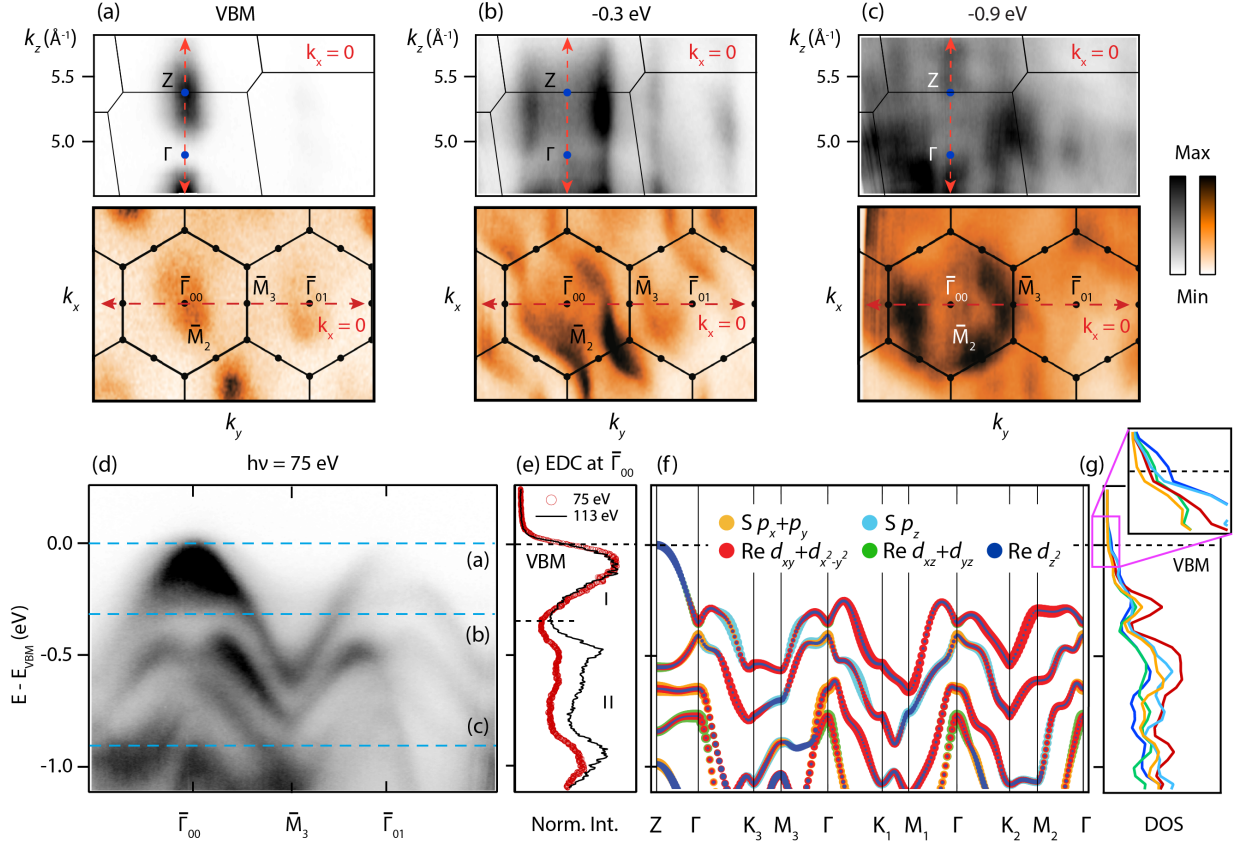 (a) VBM
(b) -0.3 eV
(c) -0.9 eV
k_z (Å⁻¹)
5.5
5.0
Z
Γ
k_x = 0
k_z (Å⁻¹)
5.5
5.0
Z
Γ
k_x = 0
k_z (Å⁻¹)
5.5
5.0
Z
Γ
k_x = 0
Max
Min
k_x
Γ̄₀₀
M̄₃
Γ̄₀₁
M̄₂
k_x = 0
k_y
k_x
Γ̄₀₀
M̄₃
Γ̄₀₁
M̄₂
k_x = 0
k_y
k_x
Γ̄₀₀
M̄₃
Γ̄₀₁
M̄₂
k_x = 0
k_y
(d) hν = 75 eV
E - E_VBM (eV)
0.0
-0.5
-1.0
(a)
(b)
(c)
Γ̄₀₀ M̄₃ Γ̄₀₁
(e) EDC at Γ̄₀₀
75 eV
113 eV
VBM
I
II
Norm. Int.
(f)
S p_x+p_y
S p_z
Re d_xy+d_x²-y²
Re d_xz+d_yz
Re d_z²
Z Γ K₃ M₃ Γ K₁ M₁ Γ K₂ M₂ Γ
(g)
VBM
DOS